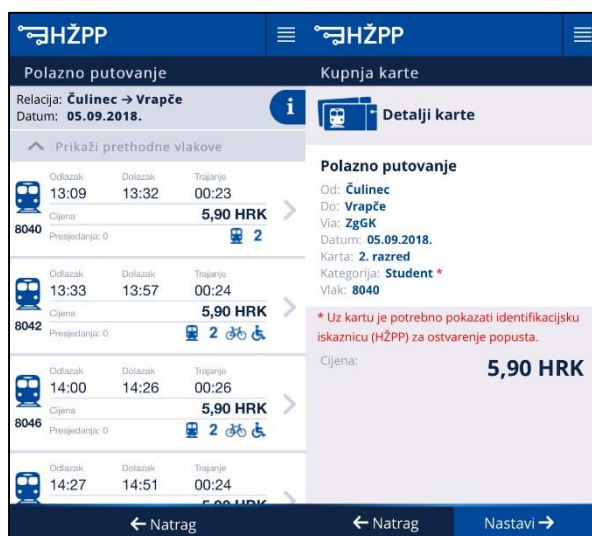 HŽPP
Polazno putovanje
Relacija: Čulinec → Vrapče
Datum: 05.09.2018.
i
Prikaži prethodne vlakove
Odlazak Dolazak Trajanje
13:09 13:32 00:23
Cijena 5,90 HRK
8040 Presjedanja: 0 2
Odlazak Dolazak Trajanje
13:33 13:57 00:24
Cijena 5,90 HRK
8042 Presjedanja: 0 2
Odlazak Dolazak Trajanje
14:00 14:26 00:26
Cijena 5,90 HRK
8046 Presjedanja: 0 2
Odlazak Dolazak Trajanje
14:27 14:51 00:24
5,90 HRK
← Natrag
HŽPP
Kupnja karte
Detalji karte
Polazno putovanje
Od: Čulinec
Do: Vrapče
Via: ZgGK
Datum: 05.09.2018.
Karta: 2. razred
Kategorija: Student *
Vlak: 8040
* Uz kartu je potrebno pokazati identifikacijsku
iskaznicu (HŽPP) za ostvarenje popusta.
Cijena: 5,90 HRK
← Natrag Nastavi →